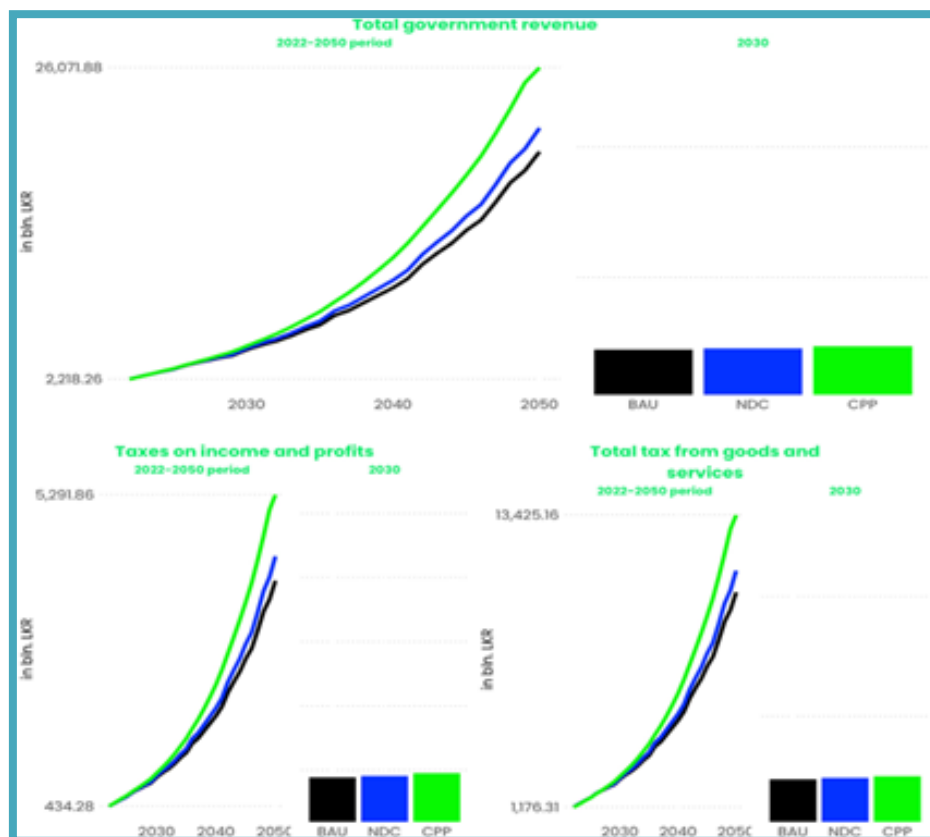 Total government revenue
2022-2050 period
2030
26,071.88
in bln. LKR
2,218.26
2030
2040
2050
BAU
NDC
CPP
Taxes on income and profits
2022-2050 period
2030
5,291.86
in bln. LKR
434.28
2030
2040
205
BAU
NDC
CPP
Total tax from goods and
services
2022-2050 period
2030
13,425.16
in bln. LKR
1,176.31
2030
2040
2050
BAU
NDC
CPP